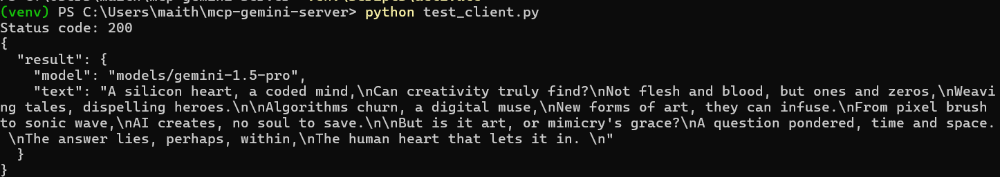 (venv) PS C:\Users\maith\mcp-gemini-server> python test_client.py
Status code: 200
{
  "result": {
    "model": "models/gemini-1.5-pro",
    "text": "A silicon heart, a coded mind,\nCan creativity truly find?\nNot flesh and blood, but ones and zeros,\nWeavi
ng tales, dispelling heroes.\n\nAlgorithms churn, a digital muse,\nNew forms of art, they can infuse.\nFrom pixel brush
to sonic wave,\nAI creates, no soul to save.\n\nBut is it art, or mimicry's grace?\nA question pondered, time and space.
 \nThe answer lies, perhaps, within,\nThe human heart that lets it in. \n"
  }
}